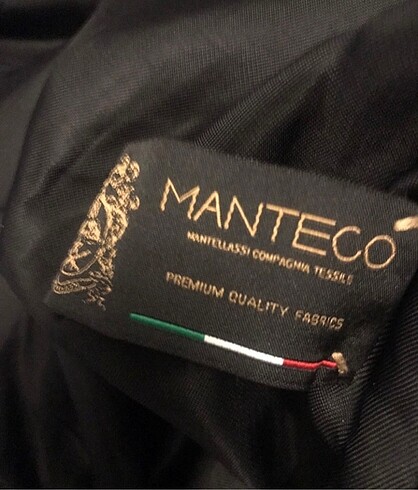 MANTECO
MANTELLASSI COMPAGNIA TESSILE
PREMIUM QUALITY FABRICS